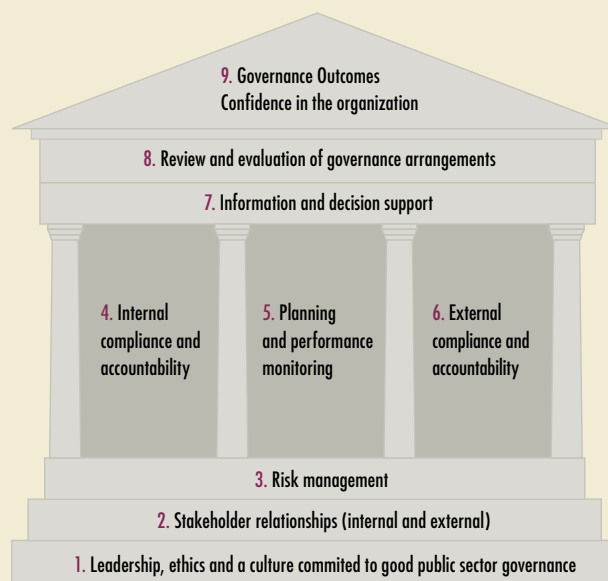 9. Governance Outcomes
Confidence in the organization
8. Review and evaluation of governance arrangements
7. Information and decision support
4. Internal
compliance and
accountability
5. Planning
and performance
monitoring
6. External
compliance and
accountability
3. Risk management
2. Stakeholder relationships (internal and external)
1. Leadership, ethics and a culture commited to good public sector governance